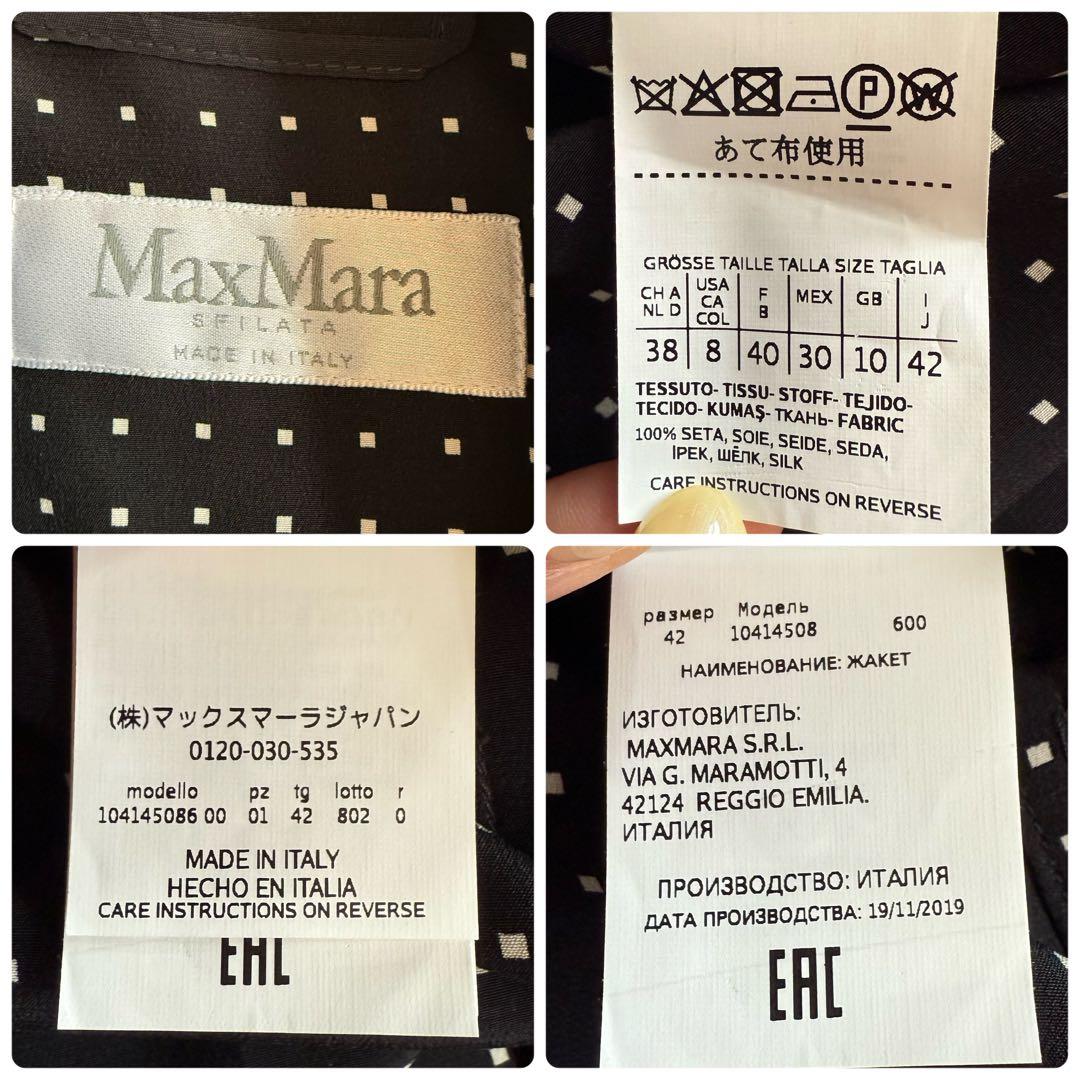 MaxMara
SFILATA
MADE IN ITALY
P W
あて布使用
GRÖSSE TAILLE TALLA SIZE TAGLIA
CH A NL D USA CA COL F B MEX GB I J
38 8 40 30 10 42
TESSUTO- TISSU- STOFF- TEJIDO-
TECIDO- KUMAŞ- ТКАНЬ- FABRIC
100% SETA, SOIE, SEIDE, SEDA,
İPEK, ШЁЛК, SILK
CARE INSTRUCTIONS ON REVERSE
(株)マックスマーラジャパン
0120-030-535
modello pz tg lotto r
104145086 00 01 42 802 0
MADE IN ITALY
HECHO EN ITALIA
CARE INSTRUCTIONS ON REVERSE
EAC
размер Модель
42 10414508 600
НАИМЕНОВАНИЕ: ЖАКЕТ
ИЗГОТОВИТЕЛЬ:
MAXMARA S.R.L.
VIA G. MARAMOTTI, 4
42124 REGGIO EMILIA.
ИТАЛИЯ
ПРОИЗВОДСТВО: ИТАЛИЯ
ДАТА ПРОИЗВОДСТВА: 19/11/2019
EAC